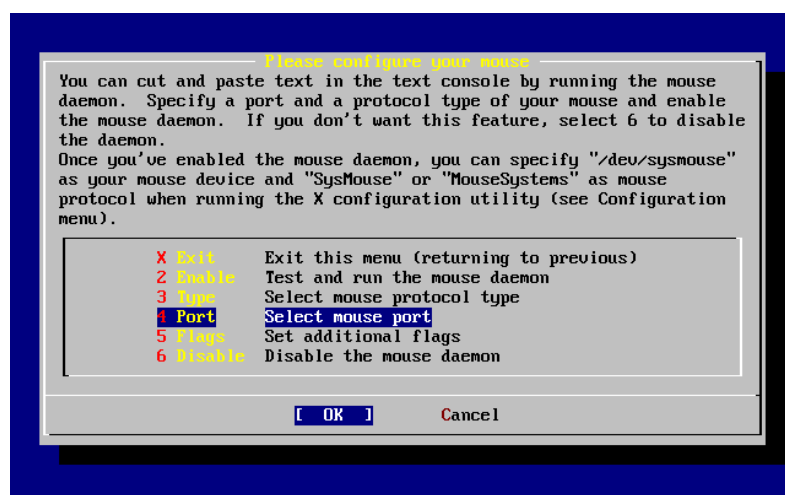 Please configure your mouse
You can cut and paste text in the text console by running the mouse
daemon.  Specify a port and a protocol type of your mouse and enable
the mouse daemon.  If you don't want this feature, select 6 to disable
the daemon.
Once you've enabled the mouse daemon, you can specify "/dev/sysmouse"
as your mouse device and "SysMouse" or "MouseSystems" as mouse
protocol when running the X configuration utility (see Configuration
menu).
X Exit Exit this menu (returning to previous)
2 Enable Test and run the mouse daemon
3 Type Select mouse protocol type
4 Port Select mouse port
5 Flags Set additional flags
6 Disable Disable the mouse daemon
[ OK ] Cancel